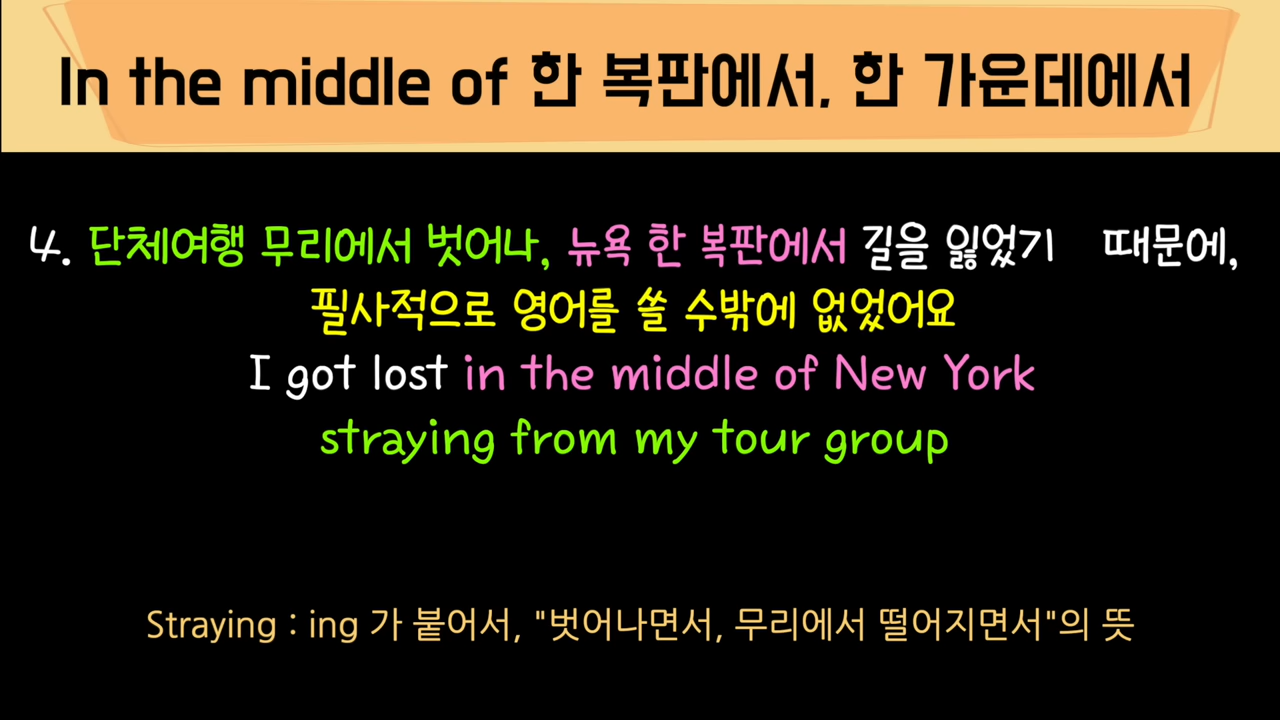 In the middle of 한 복판에서, 한 가운데에서
4. 단체여행 무리에서 벗어나, 뉴욕 한 복판에서 길을 잃었기 때문에,
필사적으로 영어를 쓸 수밖에 없었어요
I got lost in the middle of New York
straying from my tour group
Straying : ing 가 붙어서, "벗어나면서, 무리에서 떨어지면서"의 뜻